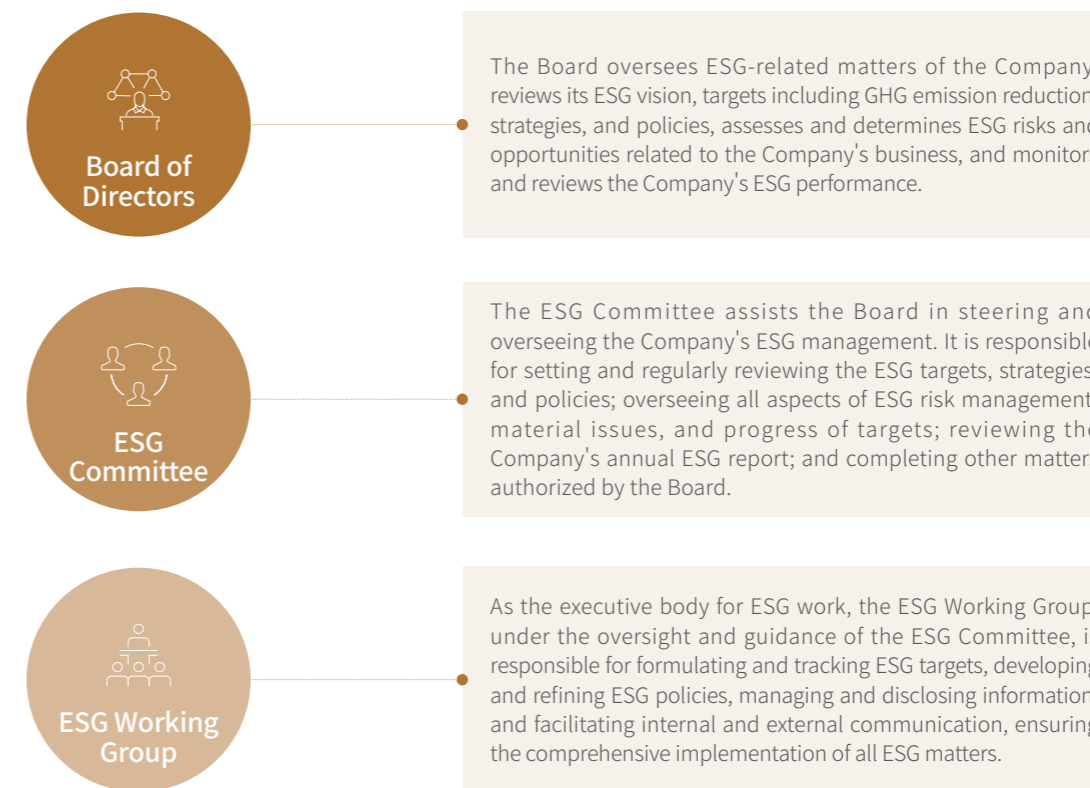 Board of
Directors
The Board oversees ESG-related matters of the Company
reviews its ESG vision, targets including GHG emission reduction
strategies, and policies, assesses and determines ESG risks and
opportunities related to the Company's business, and monitor
and reviews the Company's ESG performance.
ESG
Committee
The ESG Committee assists the Board in steering and
overseeing the Company's ESG management. It is responsible
for setting and regularly reviewing the ESG targets, strategies
and policies; overseeing all aspects of ESG risk management
material issues, and progress of targets; reviewing the
Company's annual ESG report; and completing other matter
authorized by the Board.
ESG Working
Group
As the executive body for ESG work, the ESG Working Group
under the oversight and guidance of the ESG Committee, i
responsible for formulating and tracking ESG targets, developing
and refining ESG policies, managing and disclosing information
and facilitating internal and external communication, ensuring
the comprehensive implementation of all ESG matters.